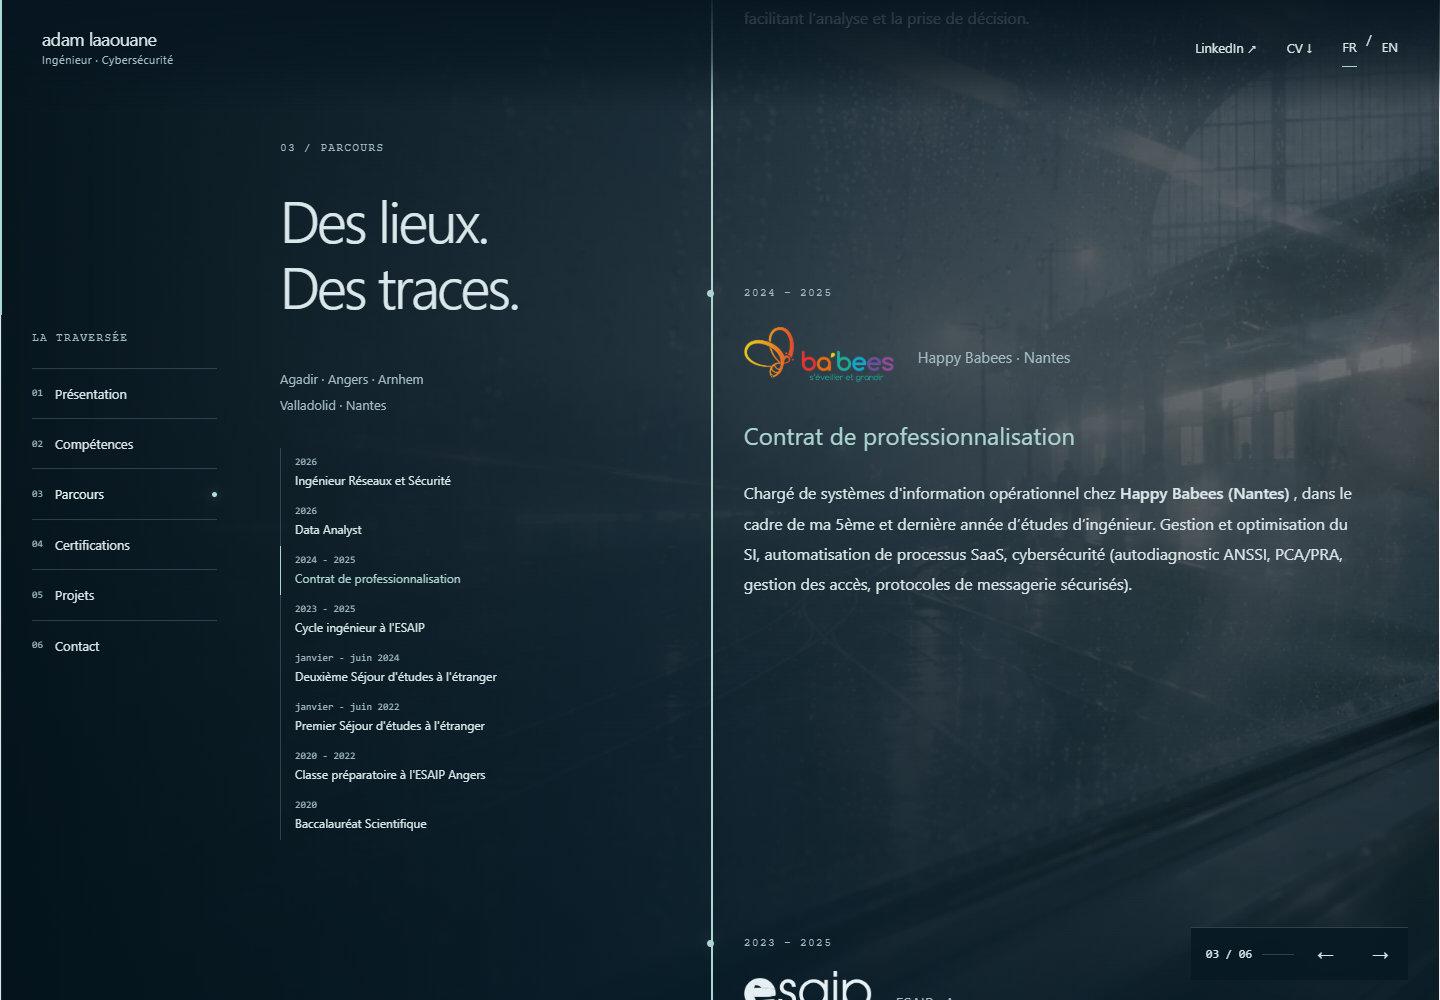 facilitant l'analyse et la prise de décision.
adam laaouane
Ingénieur · Cybersécurité
LinkedIn ↗
CV ↓
FR / EN
03 / PARCOURS
Des lieux.
Des traces.
Agadir · Angers · Arnhem
Valladolid · Nantes
LA TRAVERSÉE
01 Présentation
02 Compétences
03 Parcours
04 Certifications
05 Projets
06 Contact
2026
Ingénieur Réseaux et Sécurité
2026
Data Analyst
2024 - 2025
Contrat de professionnalisation
2023 - 2025
Cycle ingénieur à l'ESAIP
janvier - juin 2024
Deuxième Séjour d'études à l'étranger
janvier - juin 2022
Premier Séjour d'études à l'étranger
2020 - 2022
Classe préparatoire à l'ESAIP Angers
2020
Baccalauréat Scientifique
2024 - 2025
ba'bees
s'éveiller et grandir
Happy Babees · Nantes
Contrat de professionnalisation
Chargé de systèmes d'information opérationnel chez Happy Babees (Nantes) , dans le
cadre de ma 5ème et dernière année d'études d'ingénieur. Gestion et optimisation du
SI, automatisation de processus SaaS, cybersécurité (autodiagnostic ANSSI, PCA/PRA,
gestion des accès, protocoles de messagerie sécurisés).
2023 - 2025
esaip
03 / 06 ← →